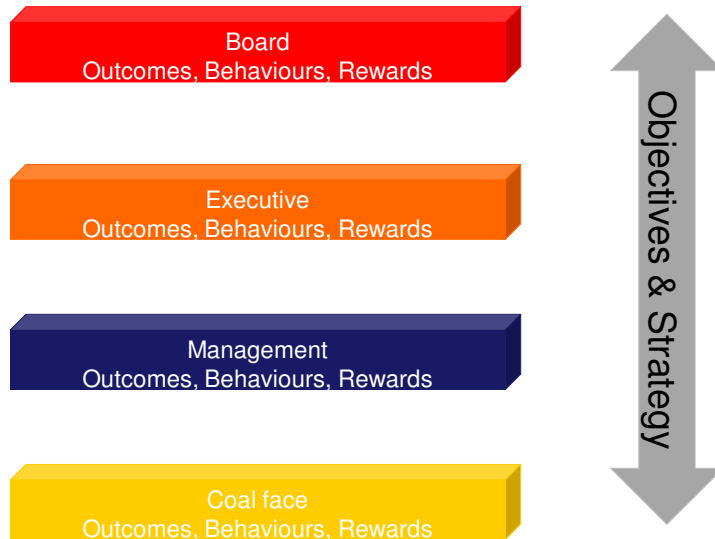 Board
Outcomes, Behaviours, Rewards
Executive
Outcomes, Behaviours, Rewards
Management
Outcomes, Behaviours, Rewards
Coal face
Outcomes, Behaviours, Rewards
Objectives & Strategy